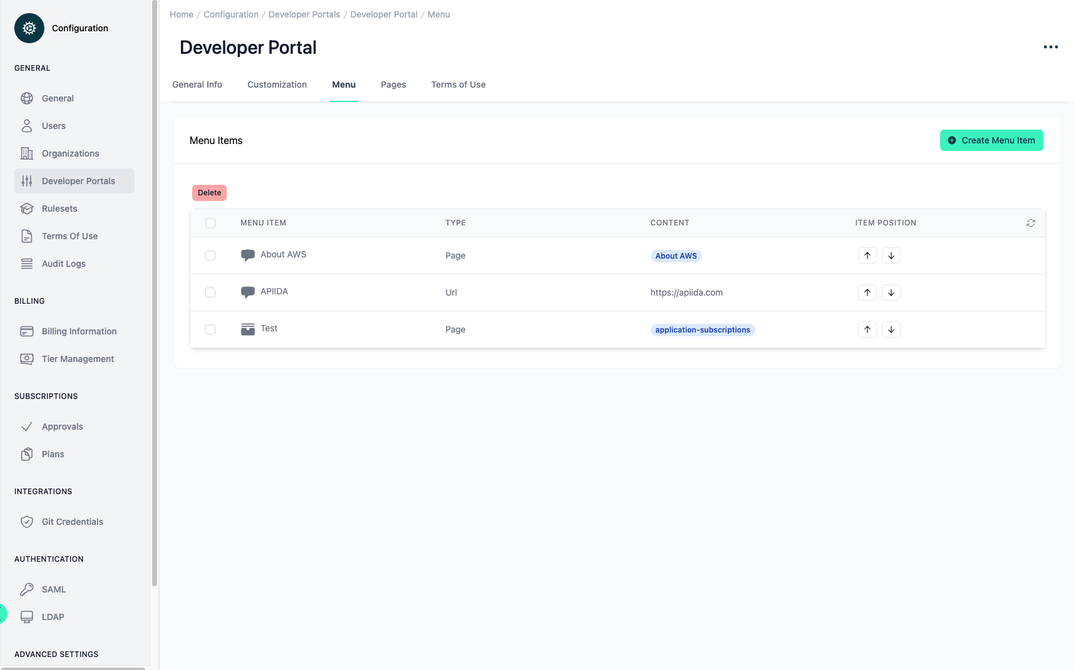 Configuration
GENERAL
General
Users
Organizations
Developer Portals
Rulesets
Terms Of Use
Audit Logs
BILLING
Billing Information
Tier Management
SUBSCRIPTIONS
Approvals
Plans
INTEGRATIONS
Git Credentials
AUTHENTICATION
SAML
LDAP
ADVANCED SETTINGS
Home / Configuration / Developer Portals / Developer Portal / Menu
Developer Portal
General Info Customization Menu Pages Terms of Use
Menu Items
Create Menu Item
Delete
MENU ITEM TYPE CONTENT ITEM POSITION
About AWS Page About AWS
APIIDA Url https://apiida.com
Test Page application-subscriptions